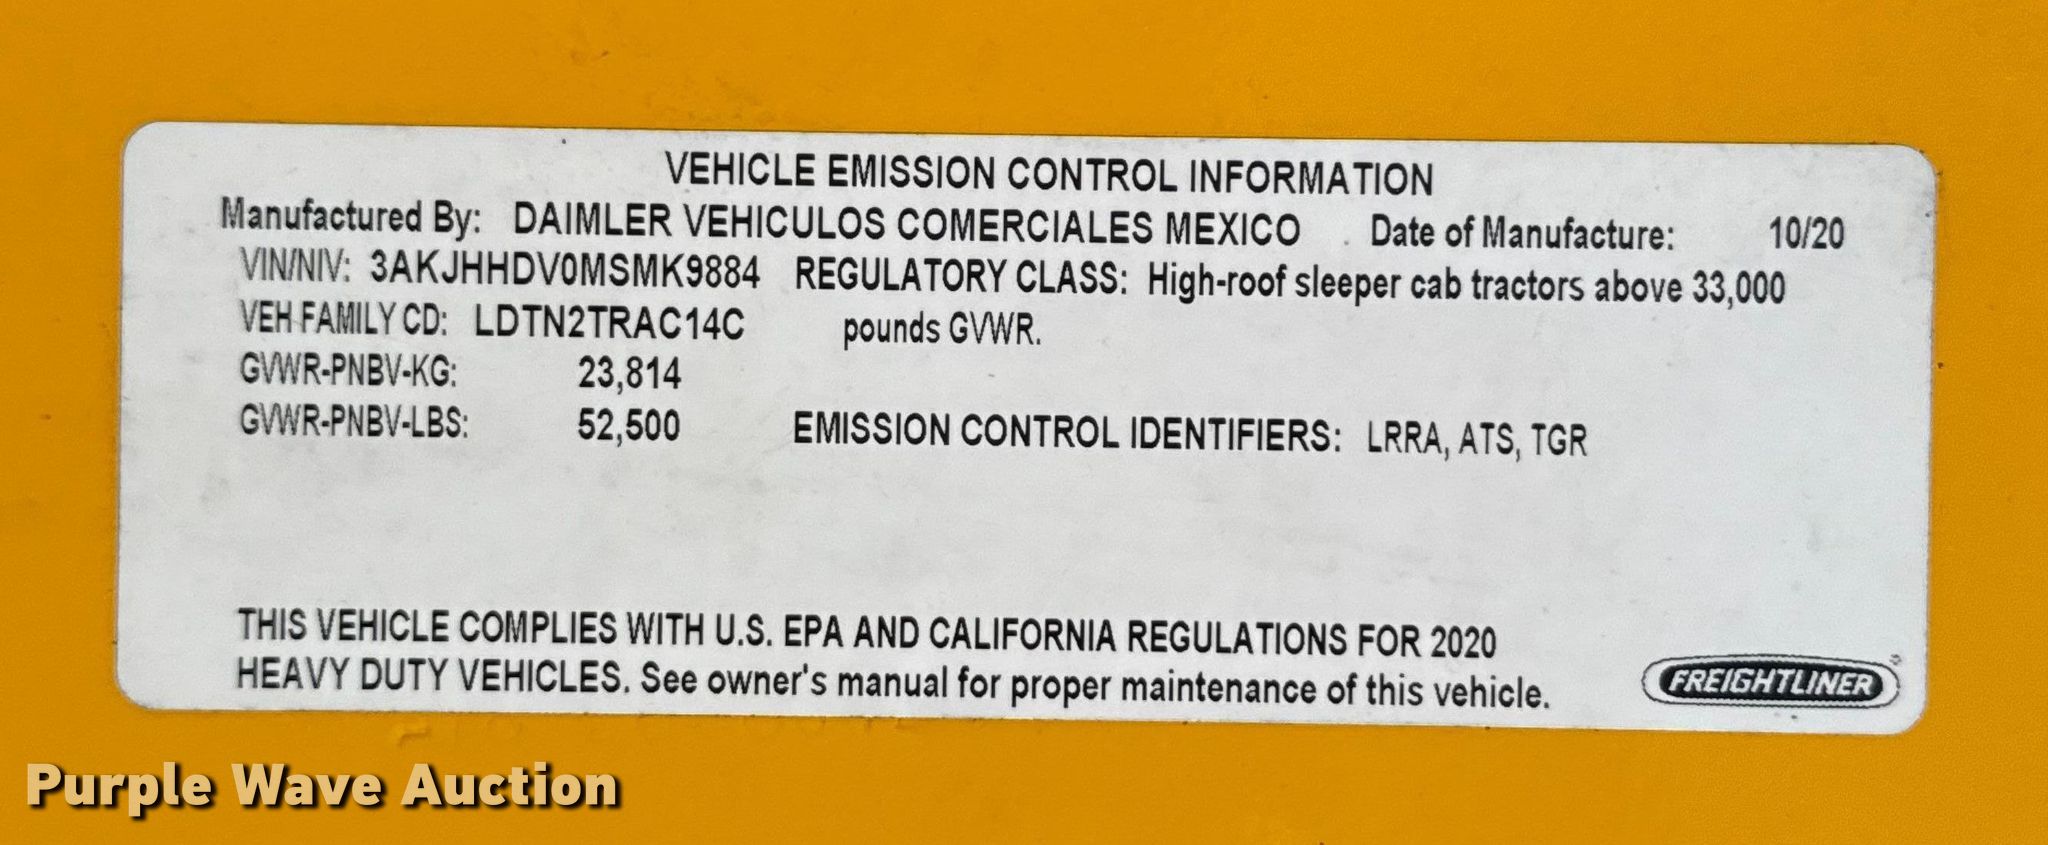 VEHICLE EMISSION CONTROL INFORMATION
Manufactured By: DAIMLER VEHICULOS COMERCIALES MEXICO Date of Manufacture: 10/20
VIN/NIV: 3AKJHHDV0MSMK9884 REGULATORY CLASS: High-roof sleeper cab tractors above 33,000
VEH FAMILY CD: LDTN2TRAC14C pounds GVWR.
GVWR-PNBV-KG: 23,814
GVWR-PNBV-LBS: 52,500 EMISSION CONTROL IDENTIFIERS: LRRA, ATS, TGR
THIS VEHICLE COMPLIES WITH U.S. EPA AND CALIFORNIA REGULATIONS FOR 2020
HEAVY DUTY VEHICLES. See owner's manual for proper maintenance of this vehicle.
FREIGHTLINER
Purple Wave Auction